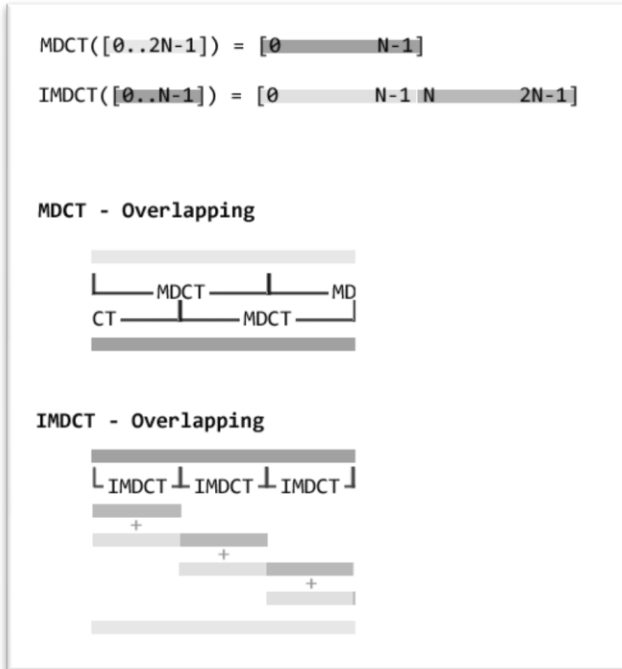 MDCT([0..2N-1]) = [0 N-1]
IMDCT([0..N-1]) = [0 N-1 N 2N-1]
MDCT - Overlapping
MDCT MD
CT MDCT
IMDCT - Overlapping
IMDCT IMDCT IMDCT
+
+
+